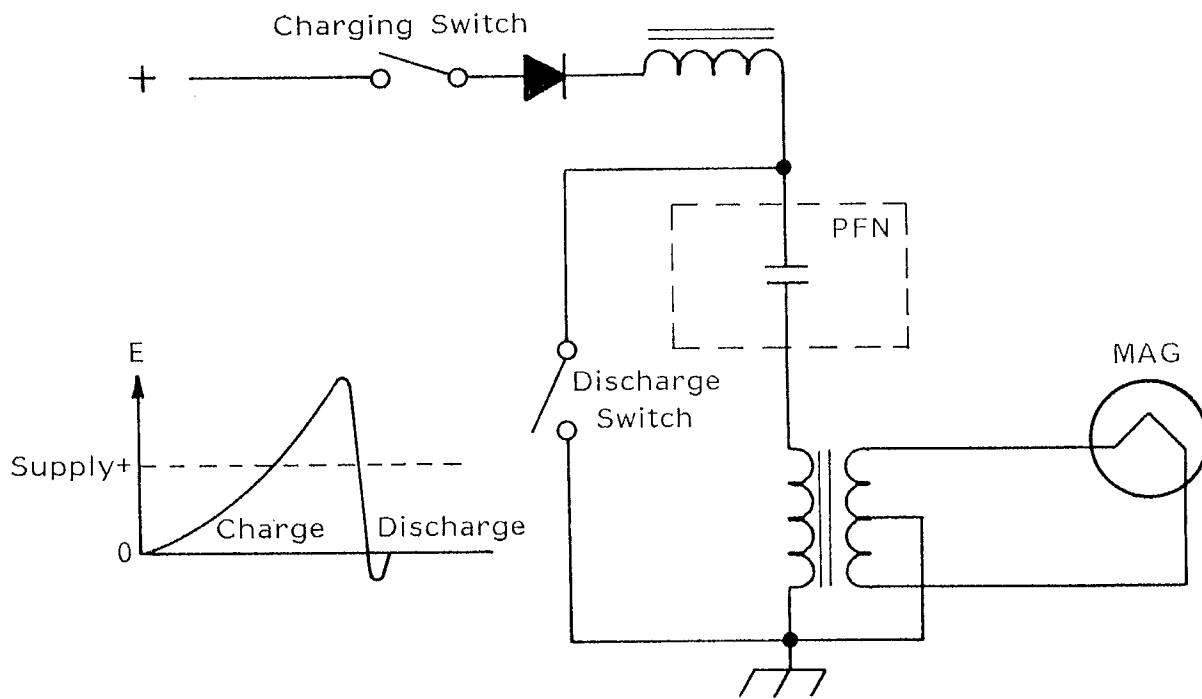 Charging Switch
+
PFN
E
Discharge
Switch
MAG
Supply+
Charge
Discharge
0